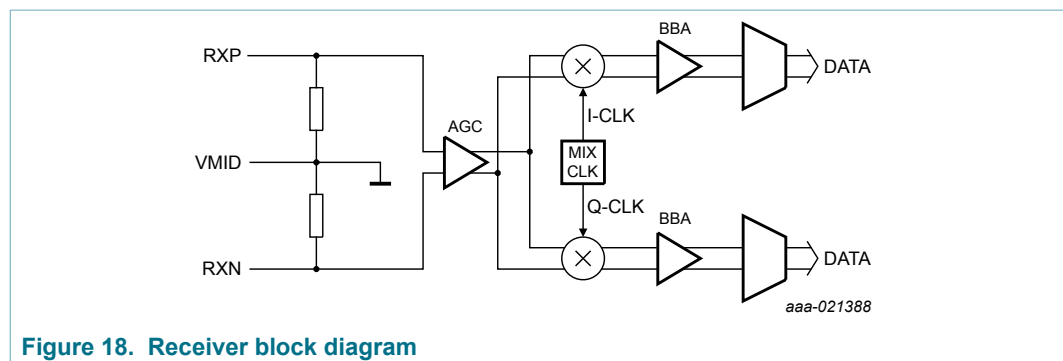 BBA
RXP
DATA
I-CLK
AGC
VMID
MIX
CLK
Q-CLK
BBA
RXN
DATA
aaa-021388
Figure 18. Receiver block diagram